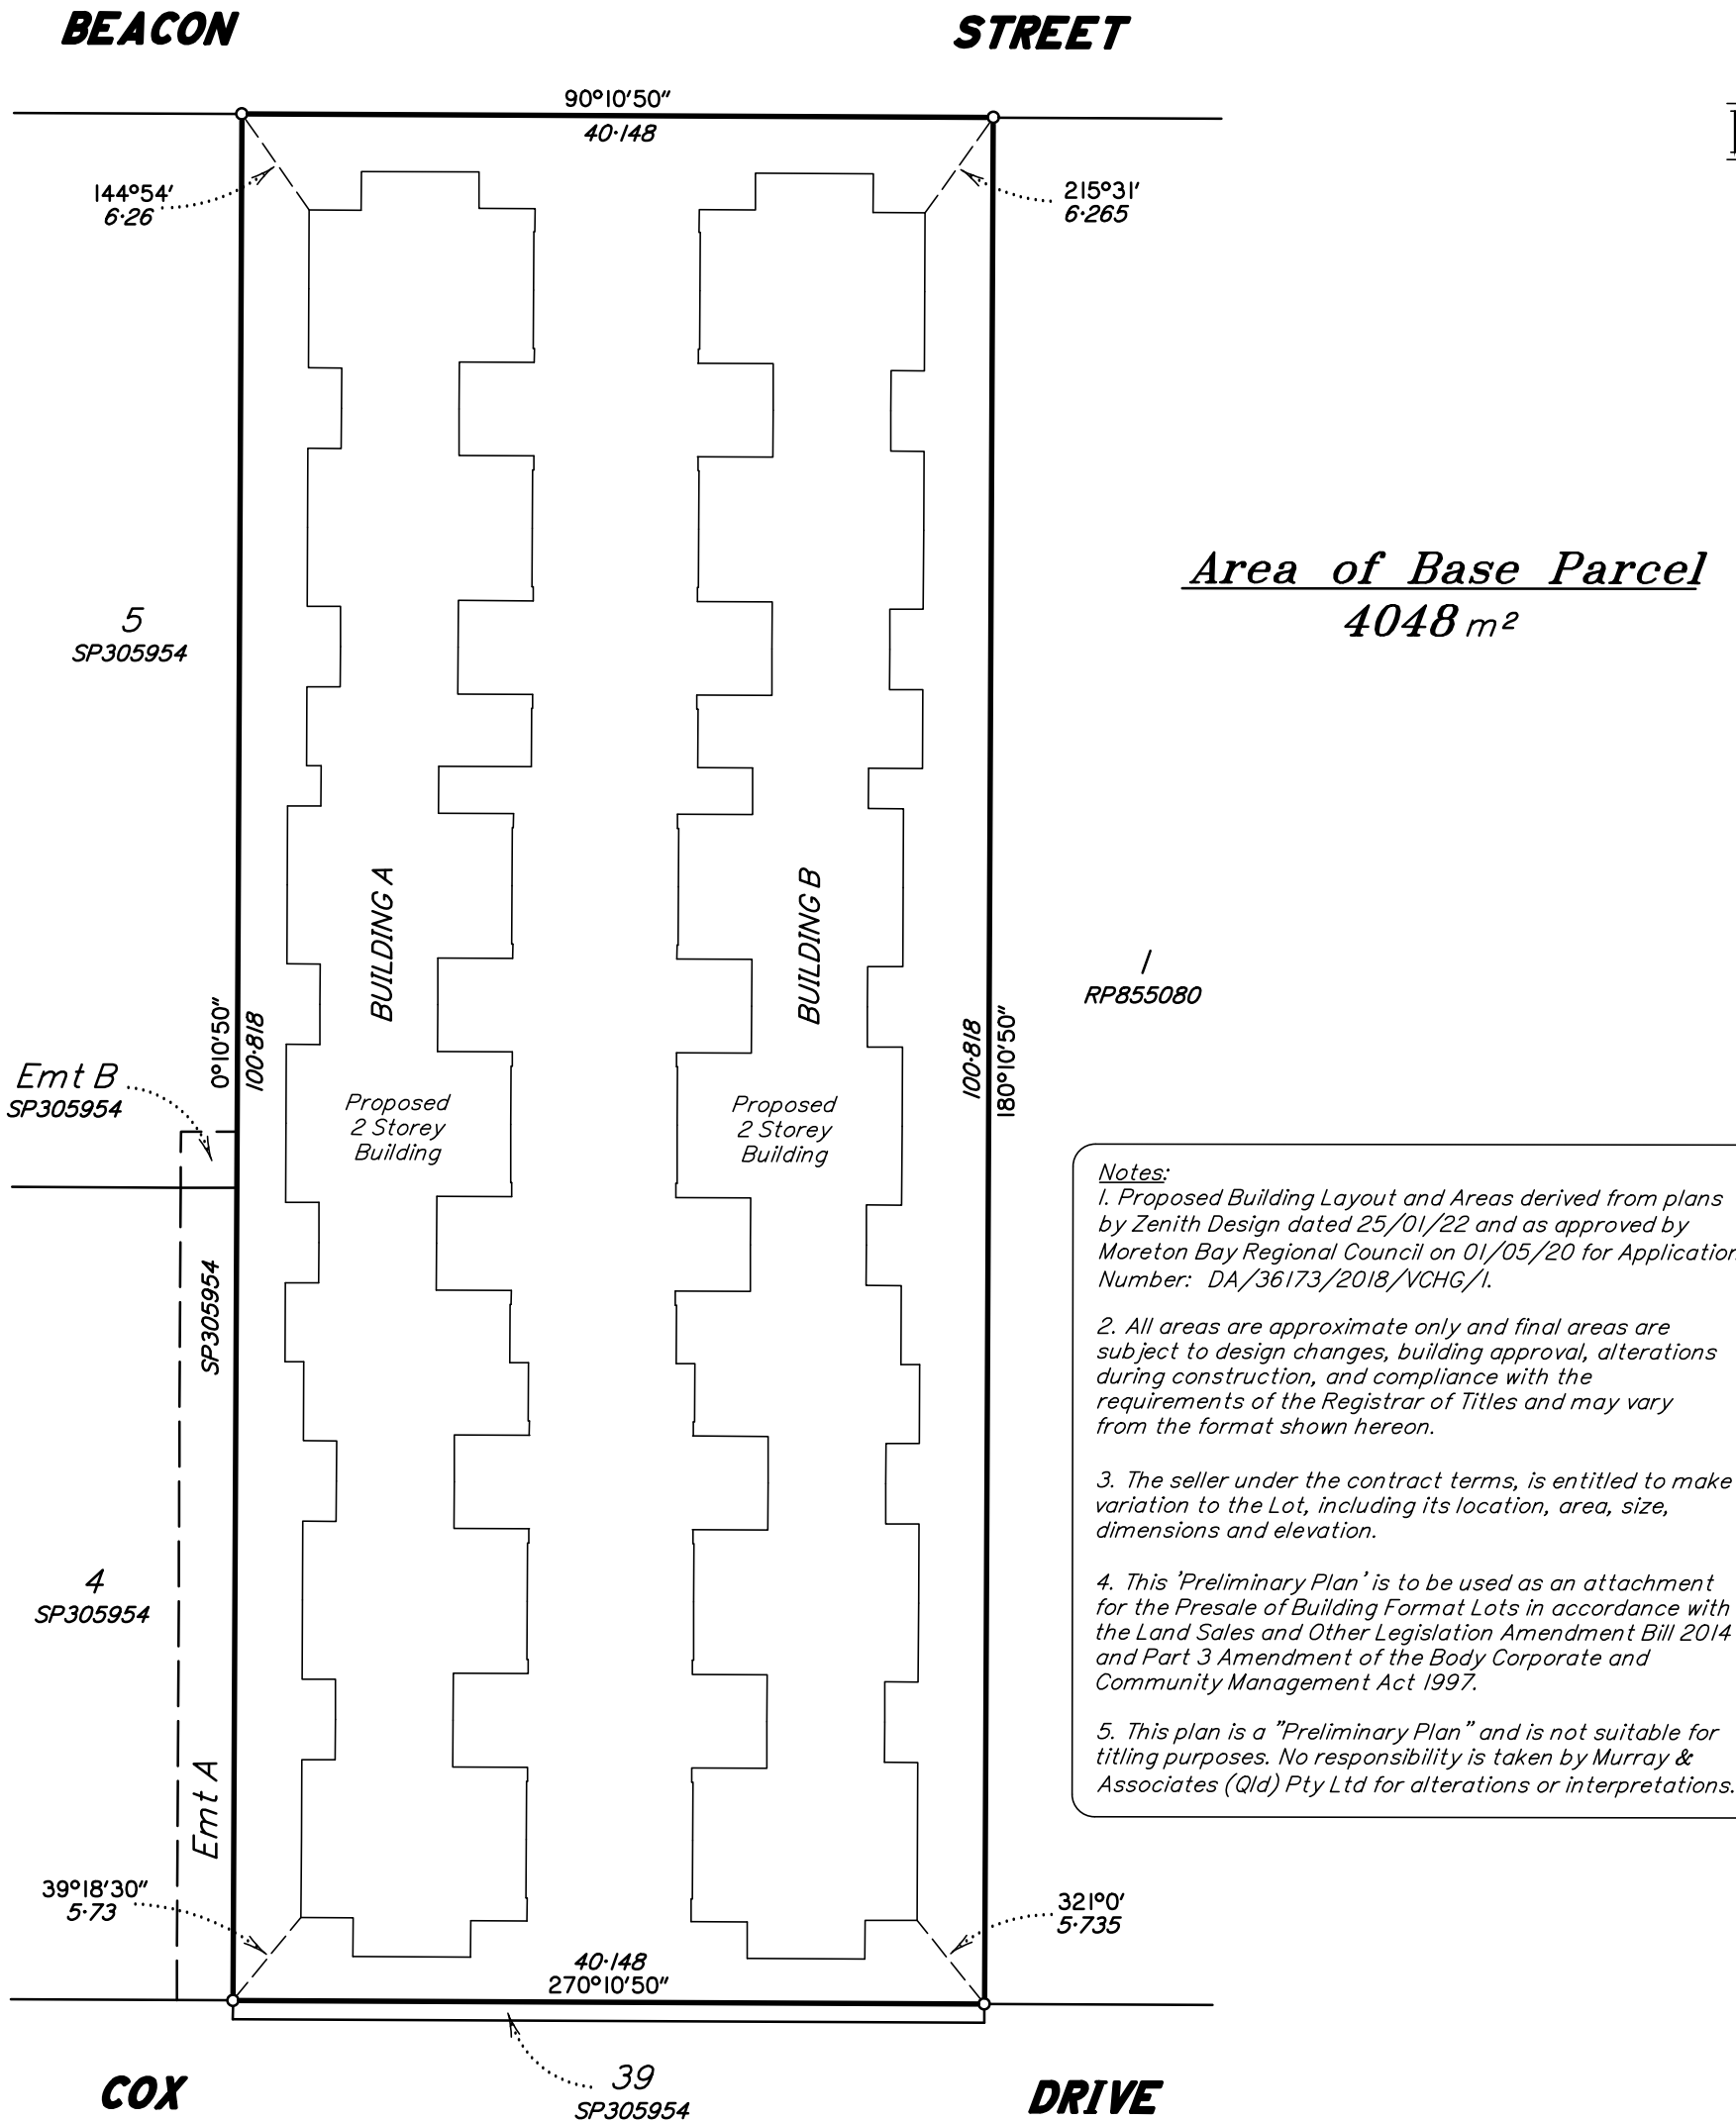 BEACON STREET
90°10'50"
40·148
144°54'
6·26
215°31'
6·265
Area of Base Parcel
4048 m²
5
SP305954
BUILDING A
BUILDING B
1
RP855080
0°10'50"
100·818
100·818
180°10'50"
Emt B
SP305954
Proposed
2 Storey
Building
Proposed
2 Storey
Building
SP305954
Notes:
1. Proposed Building Layout and Areas derived from plans
by Zenith Design dated 25/01/22 and as approved by
Moreton Bay Regional Council on 01/05/20 for Application
Number: DA/36173/2018/VCHG/1.
2. All areas are approximate only and final areas are
subject to design changes, building approval, alterations
during construction, and compliance with the
requirements of the Registrar of Titles and may vary
from the format shown hereon.
3. The seller under the contract terms, is entitled to make
variation to the Lot, including its location, area, size,
dimensions and elevation.
4. This 'Preliminary Plan' is to be used as an attachment
for the Presale of Building Format Lots in accordance with
the Land Sales and Other Legislation Amendment Bill 2014
and Part 3 Amendment of the Body Corporate and
Community Management Act 1997.
5. This plan is a "Preliminary Plan" and is not suitable for
titling purposes. No responsibility is taken by Murray &
Associates (Qld) Pty Ltd for alterations or interpretations.
4
SP305954
Emt A
39°18'30"
5·73
321°0'
5·735
40·148
270°10'50"
39
SP305954
COX DRIVE